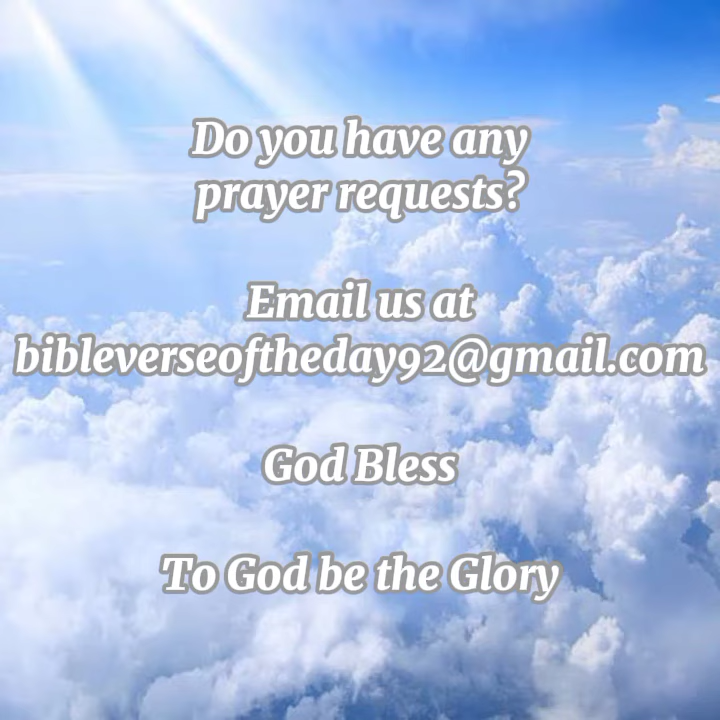 Do you have any
prayer requests?
Email us at
bibleverseoftheday92@gmail.com
God Bless
To God be the Glory